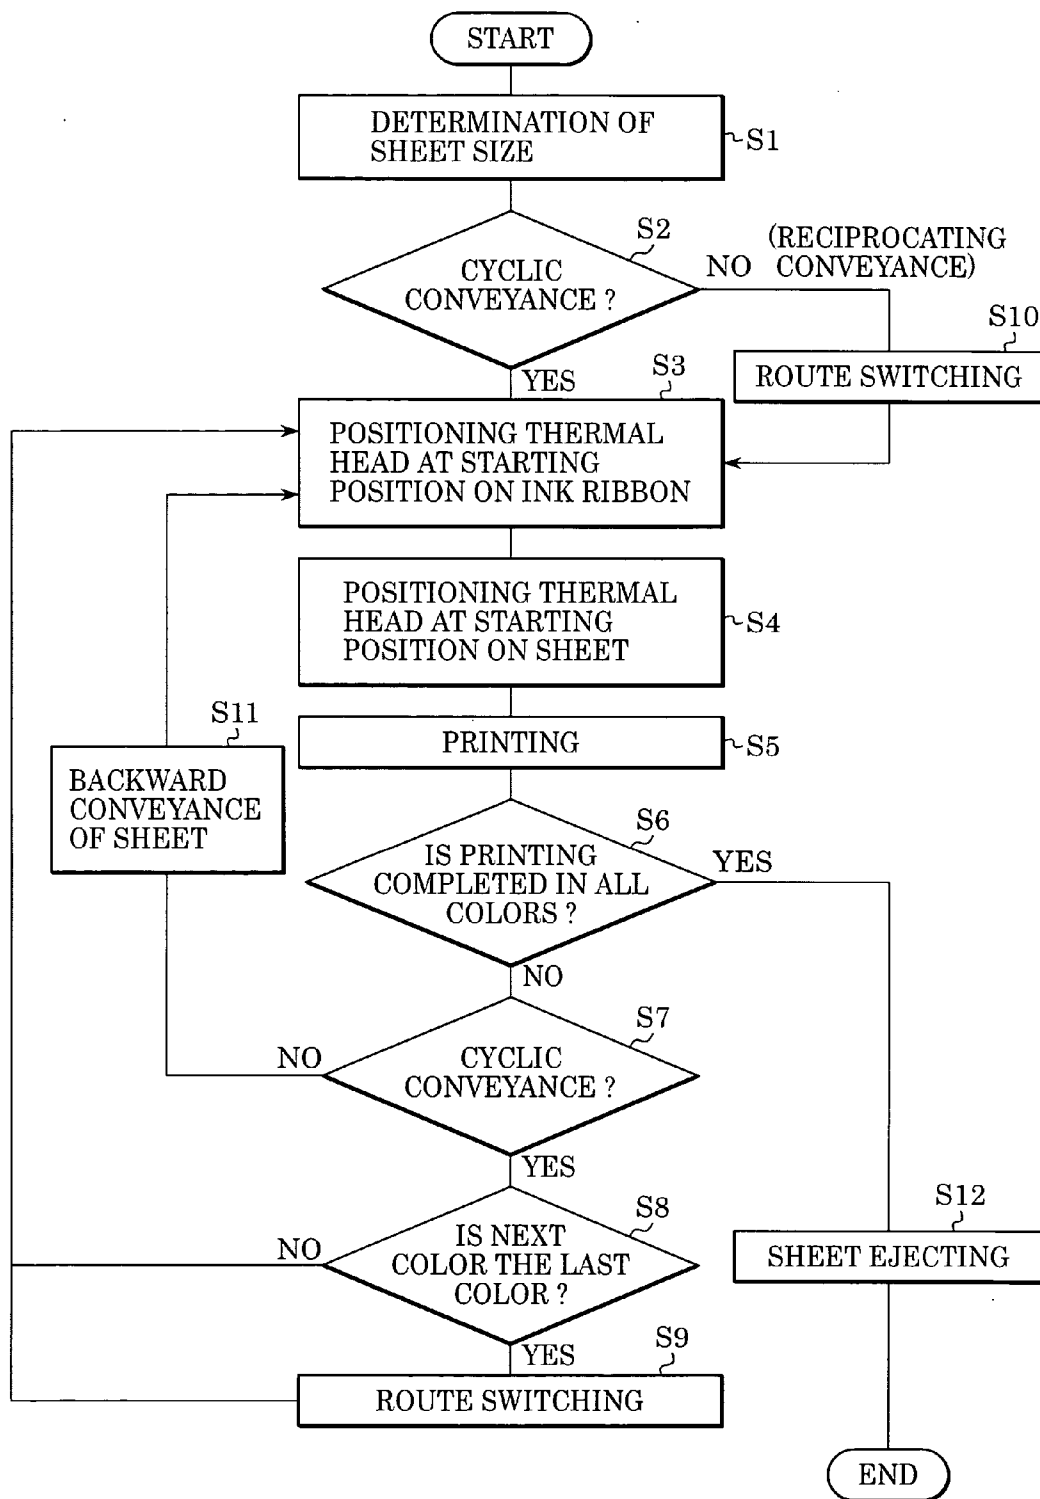 START
DETERMINATION OF
SHEET SIZE
S1
S2
CYCLIC
CONVEYANCE ?
NO
(RECIPROCATING
CONVEYANCE)
S10
ROUTE SWITCHING
YES
S3
POSITIONING THERMAL
HEAD AT STARTING
POSITION ON INK RIBBON
POSITIONING THERMAL
HEAD AT STARTING
POSITION ON SHEET
S4
PRINTING
S5
S11
BACKWARD
CONVEYANCE
OF SHEET
S6
IS PRINTING
COMPLETED IN ALL
COLORS ?
YES
NO
S7
CYCLIC
CONVEYANCE ?
NO
YES
S8
IS NEXT
COLOR THE LAST
COLOR ?
NO
YES
S9
ROUTE SWITCHING
S12
SHEET EJECTING
END